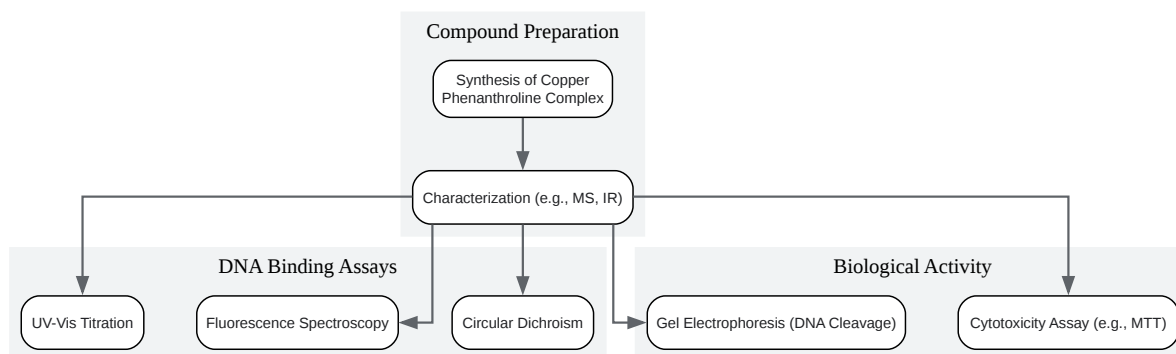 Compound Preparation
Synthesis of Copper
Phenanthroline Complex
Characterization (e.g., MS, IR)
DNA Binding Assays
Biological Activity
UV-Vis Titration
Fluorescence Spectroscopy
Circular Dichroism
Gel Electrophoresis (DNA Cleavage)
Cytotoxicity Assay (e.g., MTT)